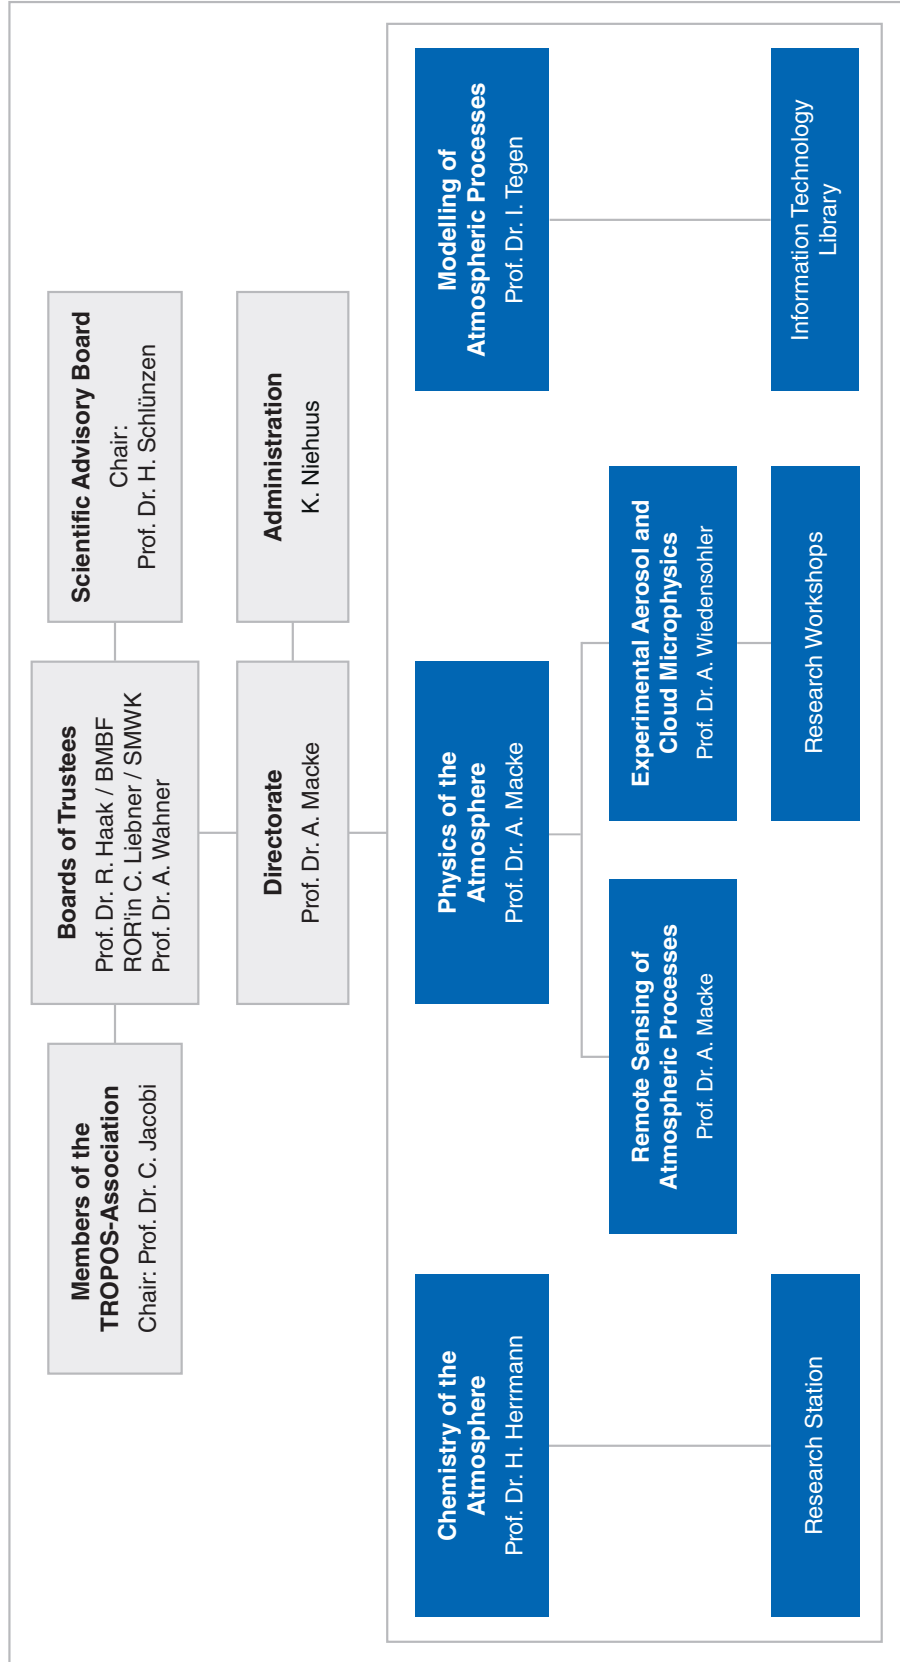 Members of the
TROPOS-Association
Chair: Prof. Dr. C. Jacobi
Boards of Trustees
Prof. Dr. R. Haak / BMBF
ROR'in C. Liebner / SMWK
Prof. Dr. A. Wahner
Scientific Advisory Board
Chair:
Prof. Dr. H. Schlünzen
Directorate
Prof. Dr. A. Macke
Administration
K. Niehuus
Chemistry of the
Atmosphere
Prof. Dr. H. Herrmann
Physics of the
Atmosphere
Prof. Dr. A. Macke
Modelling of
Atmospheric Processes
Prof. Dr. I. Tegen
Remote Sensing of
Atmospheric Processes
Prof. Dr. A. Macke
Experimental Aerosol and
Cloud Microphysics
Prof. Dr. A. Wiedensohler
Research Station
Research Workshops
Information Technology
Library